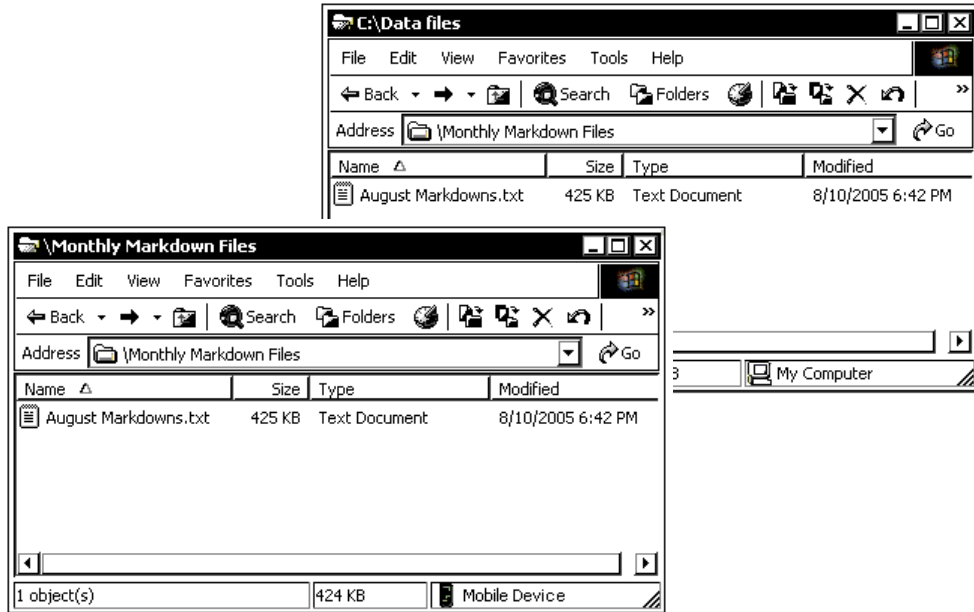 C:\Data files
File Edit View Favorites Tools Help
Back Search Folders »
Address \Monthly Markdown Files Go
Name Size Type Modified
August Markdowns.txt 425 KB Text Document 8/10/2005 6:42 PM
My Computer
\Monthly Markdown Files
File Edit View Favorites Tools Help
Back Search Folders »
Address \Monthly Markdown Files Go
Name Size Type Modified
August Markdowns.txt 425 KB Text Document 8/10/2005 6:42 PM
1 object(s) 424 KB Mobile Device